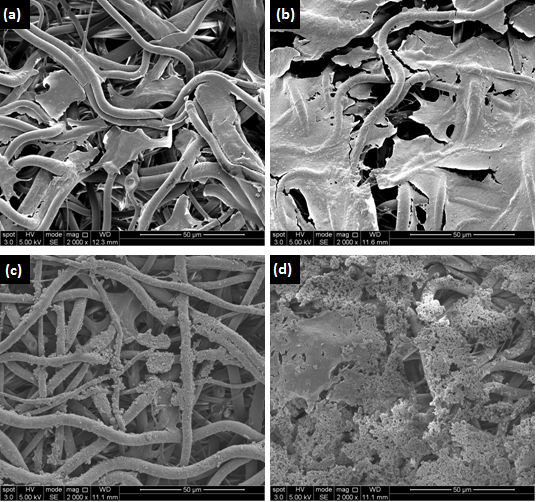 (a)
spot HV mode mag □ WD 50 µm
3.0 5.00 kV SE 2 000 x 12.3 mm
(b)
spot HV mode mag □ WD 50 µm
3.0 5.00 kV SE 2 000 x 11.6 mm
(c)
spot HV mode mag □ WD 50 µm
3.0 5.00 kV SE 2 000 x 11.1 mm
(d)
spot HV mode mag □ WD 50 µm
3.0 5.00 kV SE 2 000 x 11.1 mm